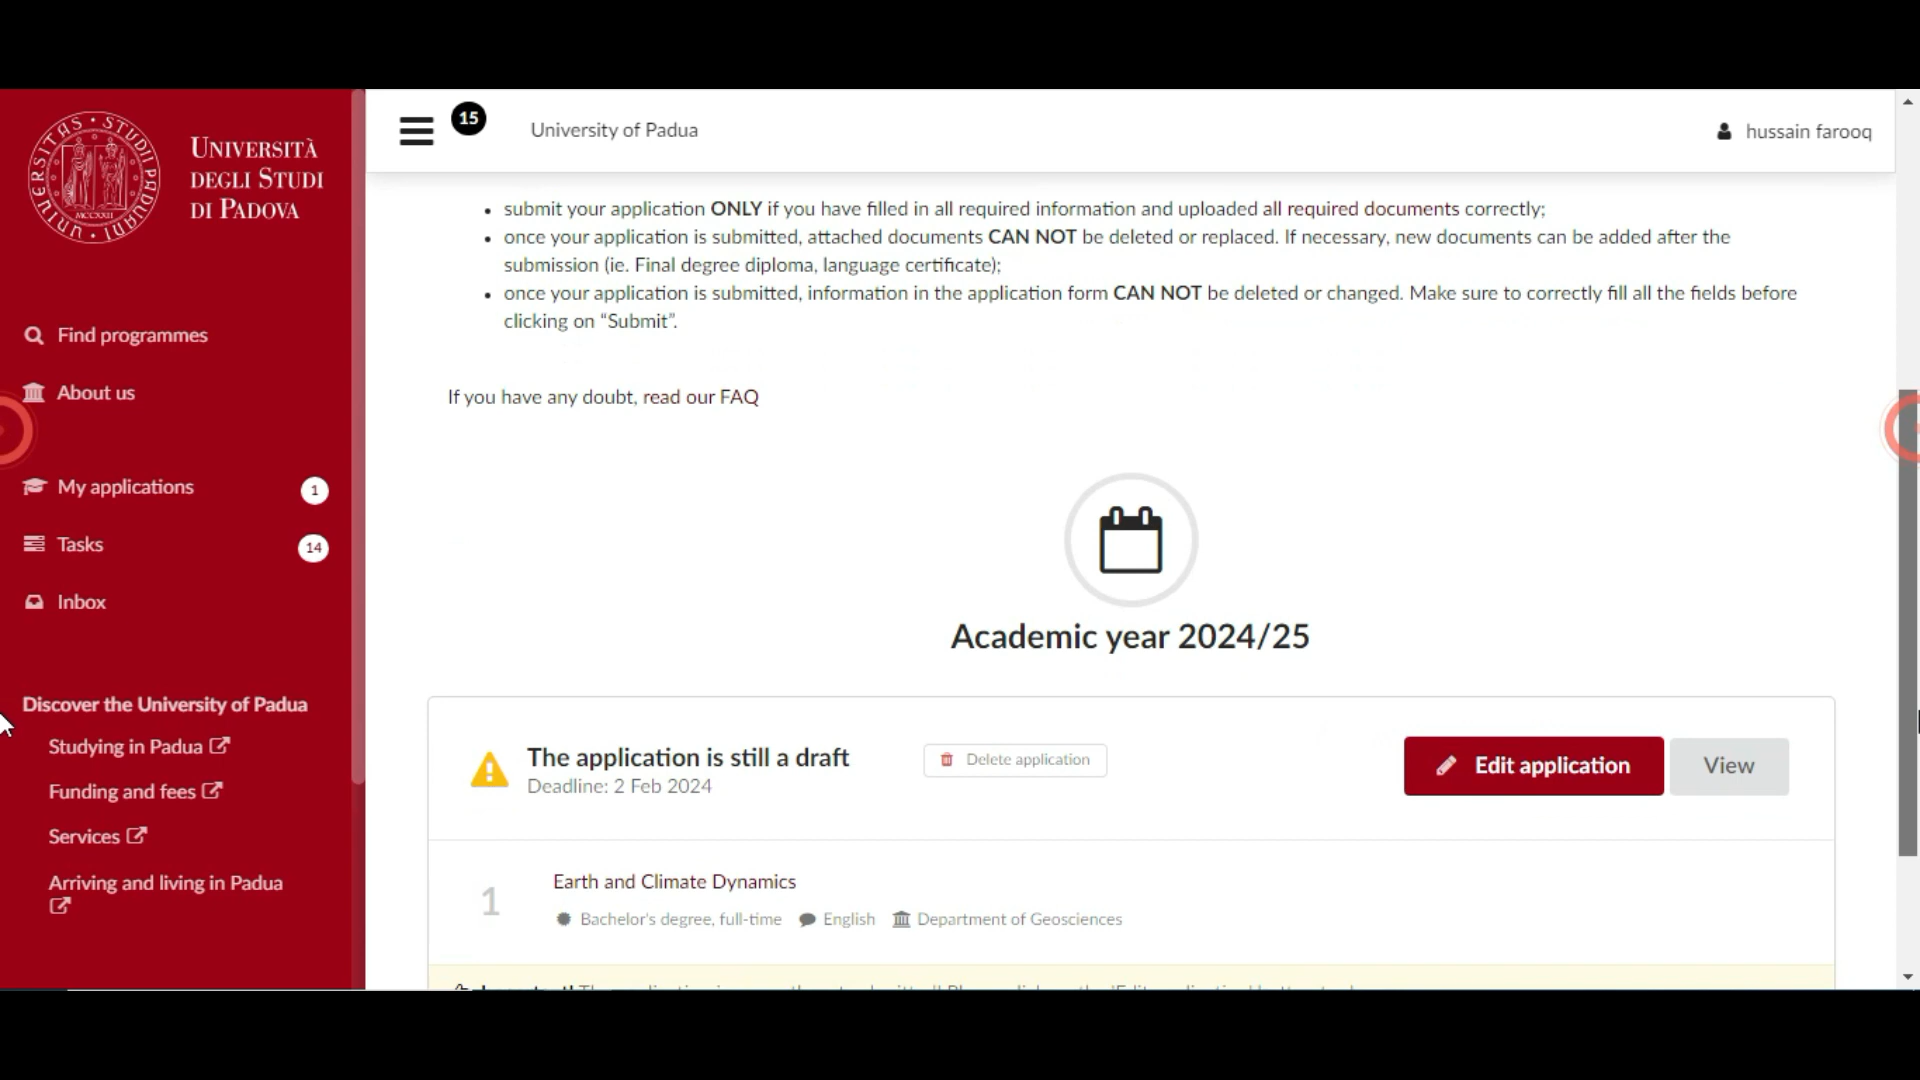 UNIVERSITÀ
DEGLI STUDI
DI PADOVA
UNIVERSITAS STUDII PADUANI
MCCXXII
Find programmes
About us
My applications 1
Tasks 14
Inbox
Discover the University of Padua
Studying in Padua
Funding and fees
Services
Arriving and living in Padua
15
University of Padua
hussain farooq
• submit your application ONLY if you have filled in all required information and uploaded all required documents correctly;
• once your application is submitted, attached documents CAN NOT be deleted or replaced. If necessary, new documents can be added after the
submission (ie. Final degree diploma, language certificate);
• once your application is submitted, information in the application form CAN NOT be deleted or changed. Make sure to correctly fill all the fields before
clicking on “Submit”.
If you have any doubt, read our FAQ
Academic year 2024/25
The application is still a draft
Deadline: 2 Feb 2024
Delete application
Edit application
View
1
Earth and Climate Dynamics
Bachelor's degree, full-time English Department of Geosciences